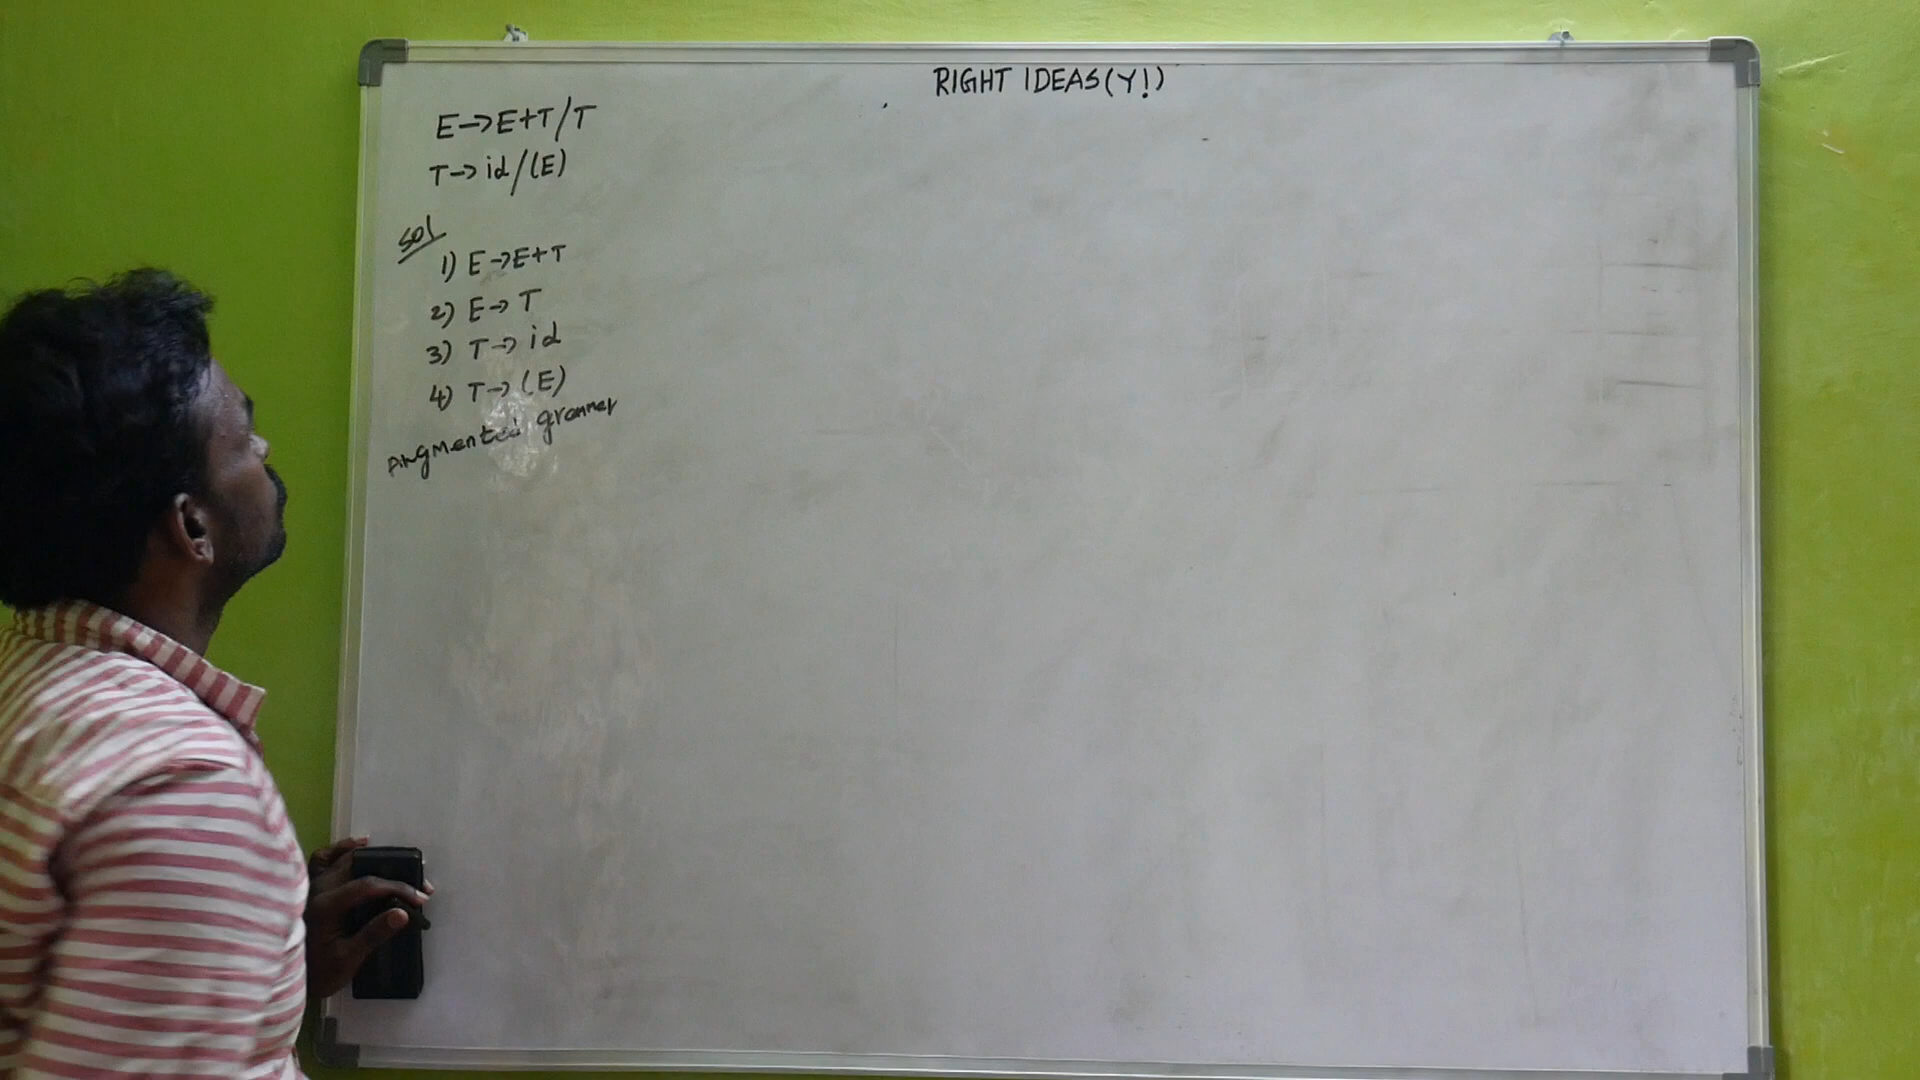 RIGHT IDEAS(Y!)
E→E+T/T
T→id/(E)
sol
1) E→E+T
2) E→T
3) T→id
4) T→(E)
Augmented grammer